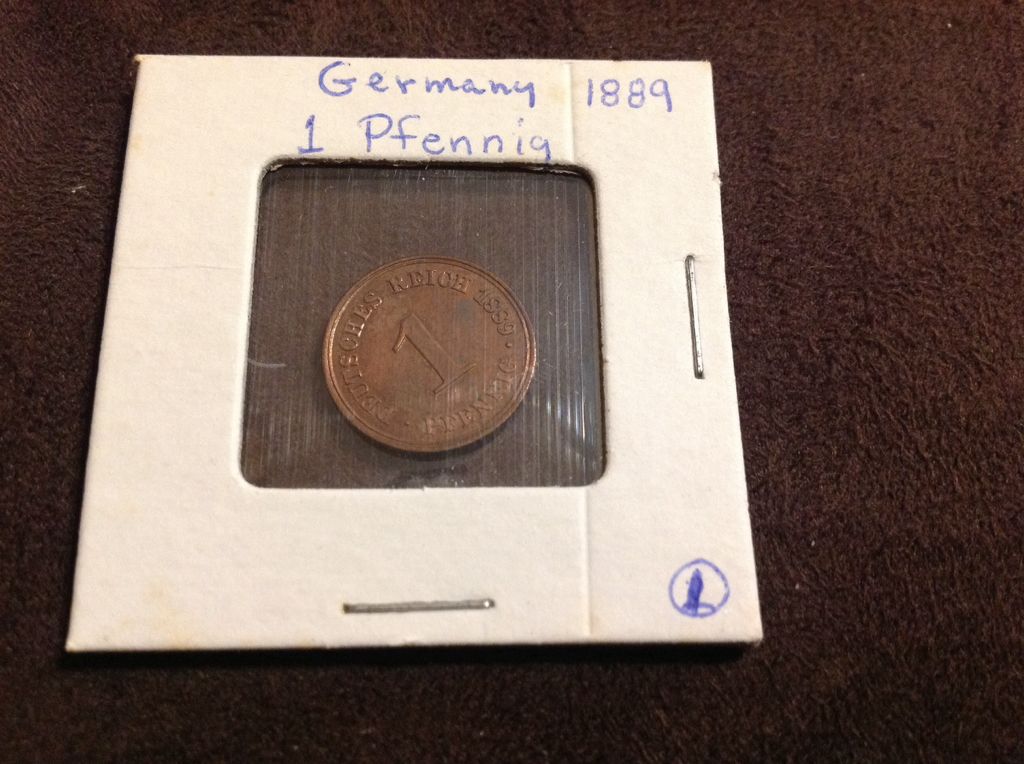 Germany 1889
1 Pfennig
DEUTSCHES REICH 1889 · PFENNIG ·
1